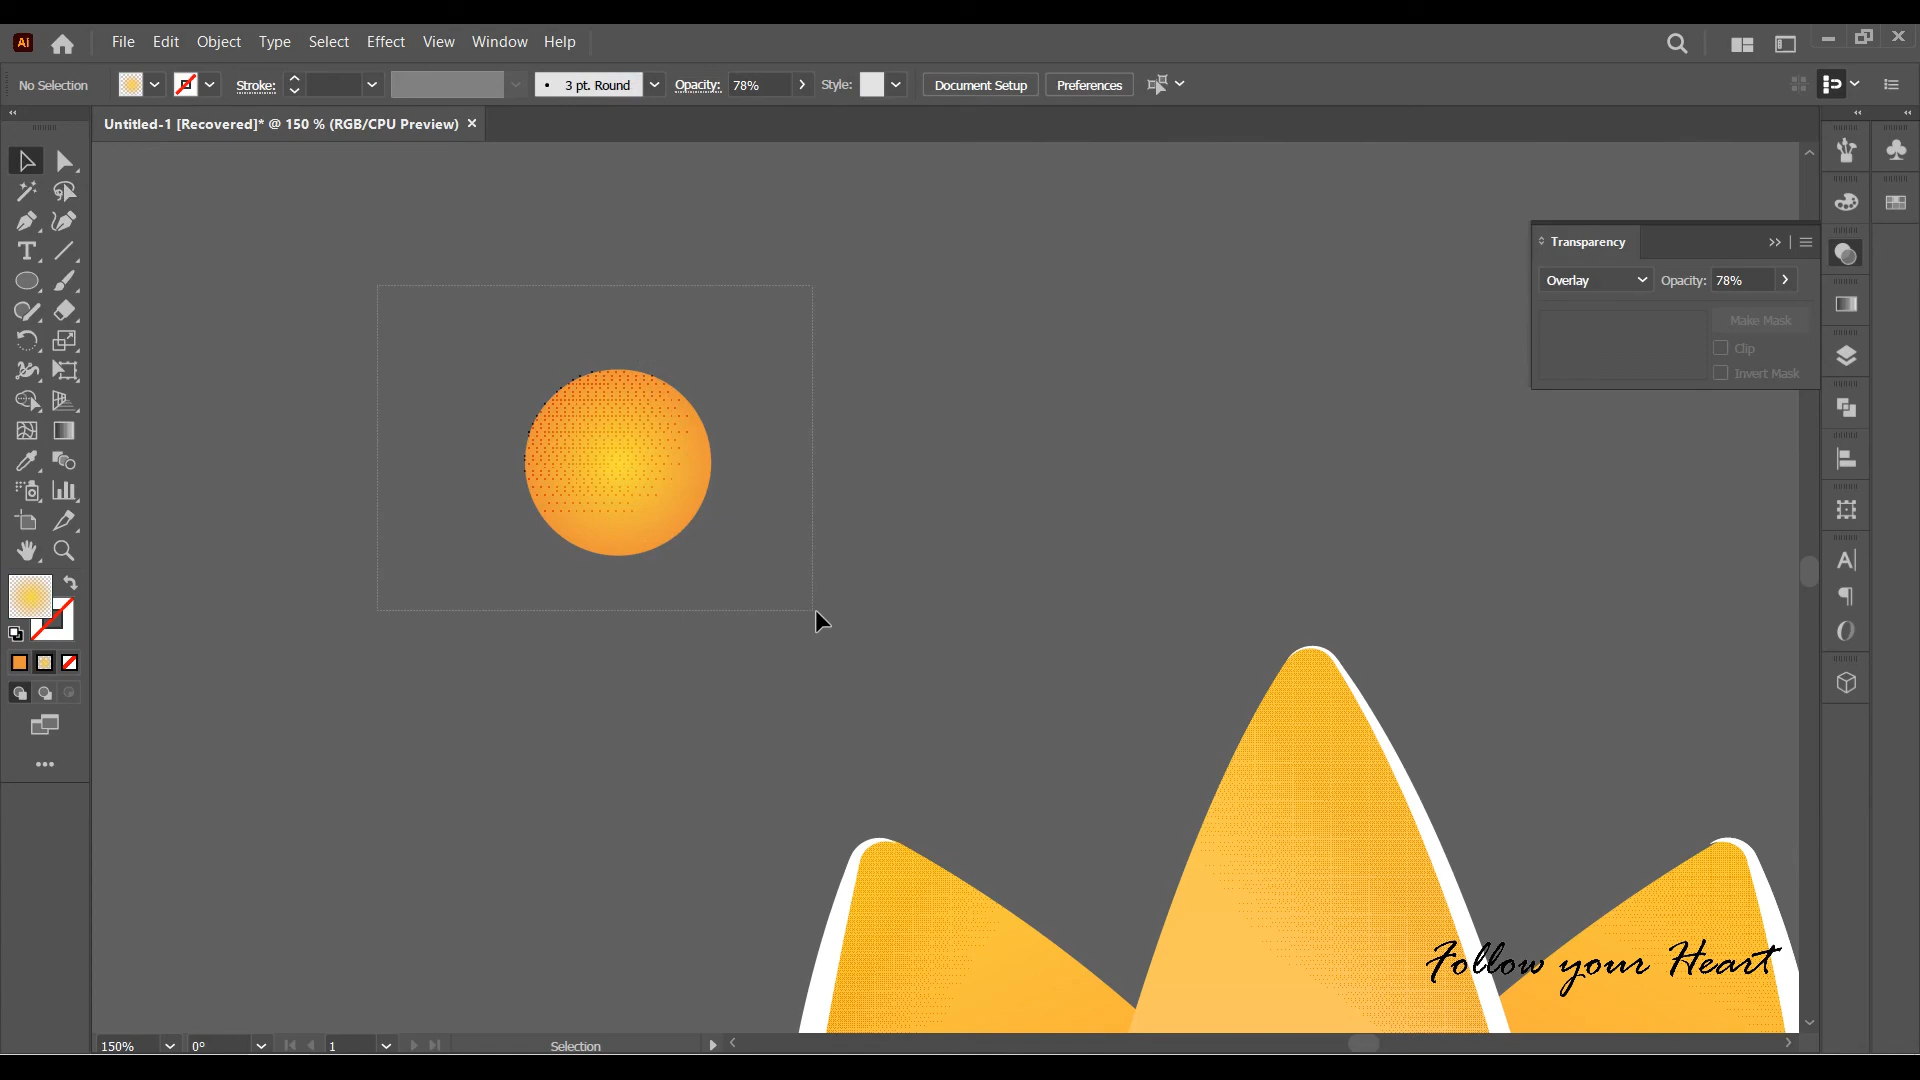 Ai File Edit Object Type Select Effect View Window Help
No Selection Stroke: 3 pt. Round Opacity: 78% Style: Document Setup Preferences
Untitled-1 [Recovered]* @ 150 % (RGB/CPU Preview)
Transparency
Overlay Opacity: 78%
Make Mask
Clip
Invert Mask
Follow your Heart
150% 0° 1 Selection